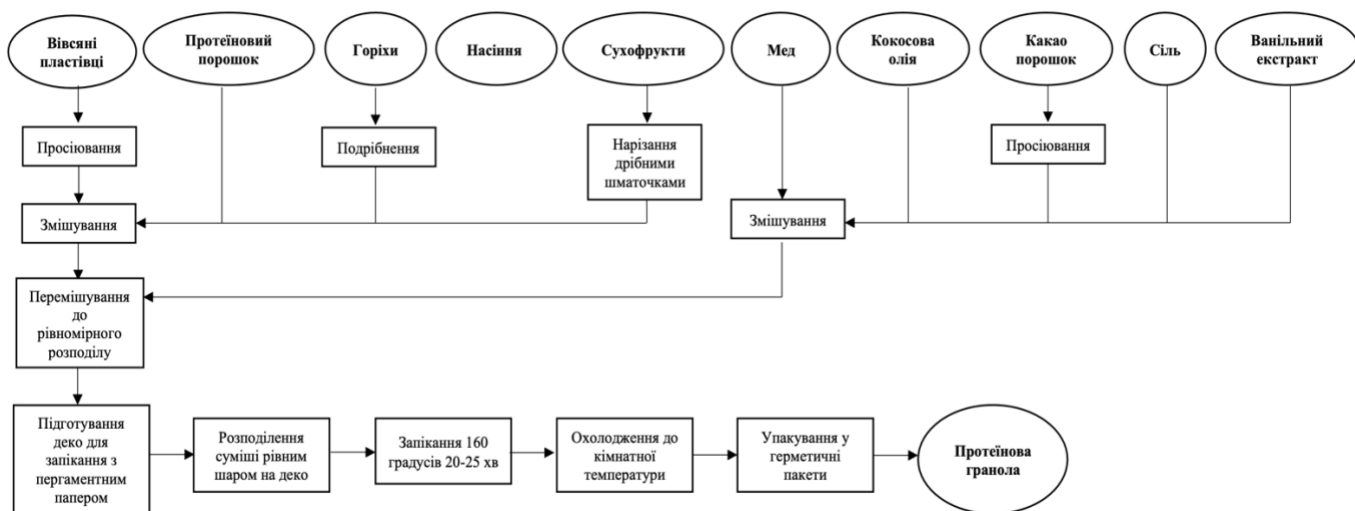 Вівсяні
пластівці
Протеїновий
порошок
Горіхи
Насіння
Сухофрукти
Мед
Кокосова
олія
Какао
порошок
Сіль
Ванільний
екстракт
Просіювання
Подрібнення
Нарізання
дрібними
шматочками
Просіювання
Змішування
Змішування
Перемішування
до
рівномірного
розподілу
Підготування
деко для
запікання з
пергаментним
папером
Розподілення
суміші рівним
шаром на деко
Запікання 160
градусів 20-25 хв
Охолодження до
кімнатної
температури
Упакування у
герметичні
пакети
Протеїнова
гранола